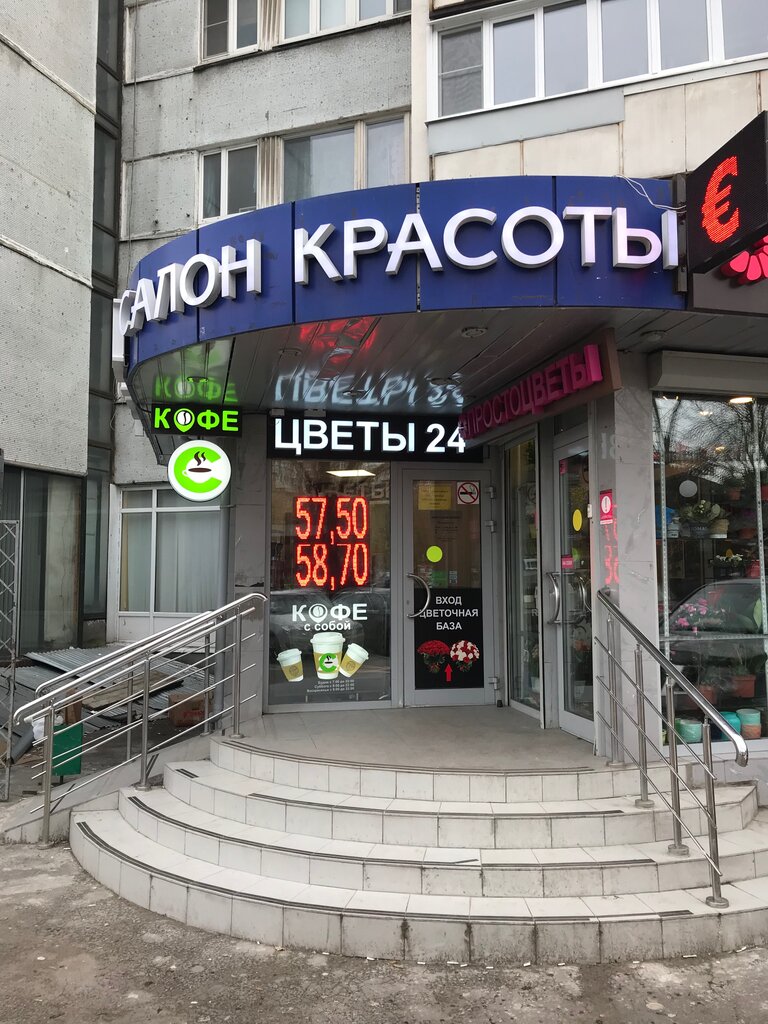 САЛОН КРАСОТЫ
€
КОФЕ
ЦВЕТЫ 24
#ПРОСТОЦВЕТЫ
57,50
58,70
КОФЕ
С СОБОЙ
ВХОД
ЦВЕТОЧНАЯ
БАЗА